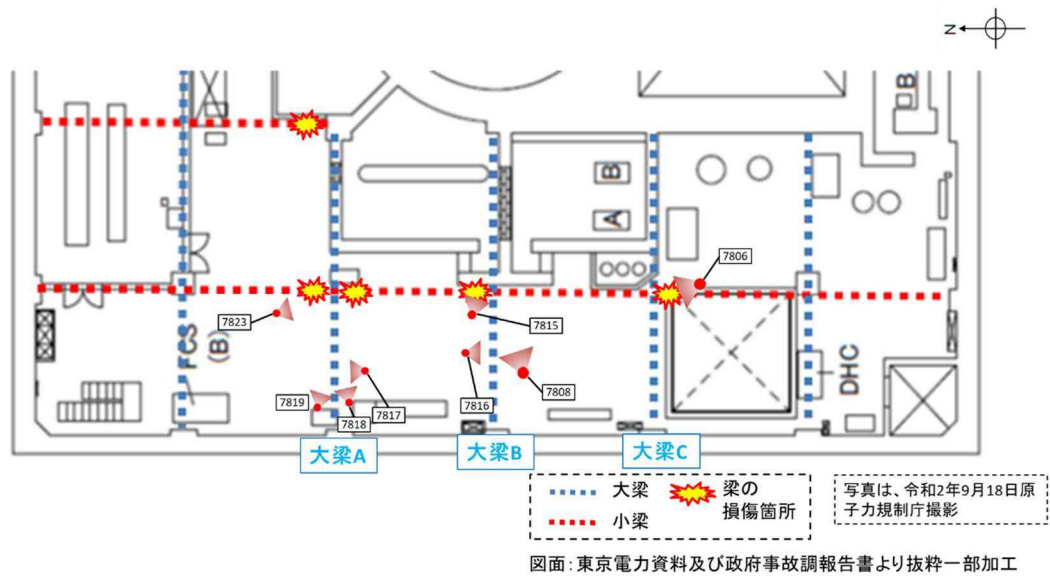 N
B
B
A
7806
7823
7815
FCS
(B)
7808
7816
7817
7819
7818
DHC
大梁A
大梁B
大梁C
大梁
小梁
梁の
損傷箇所
写真は、令和2年9月18日原
子力規制庁撮影
図面：東京電力資料及び政府事故調報告書より抜粋一部加工